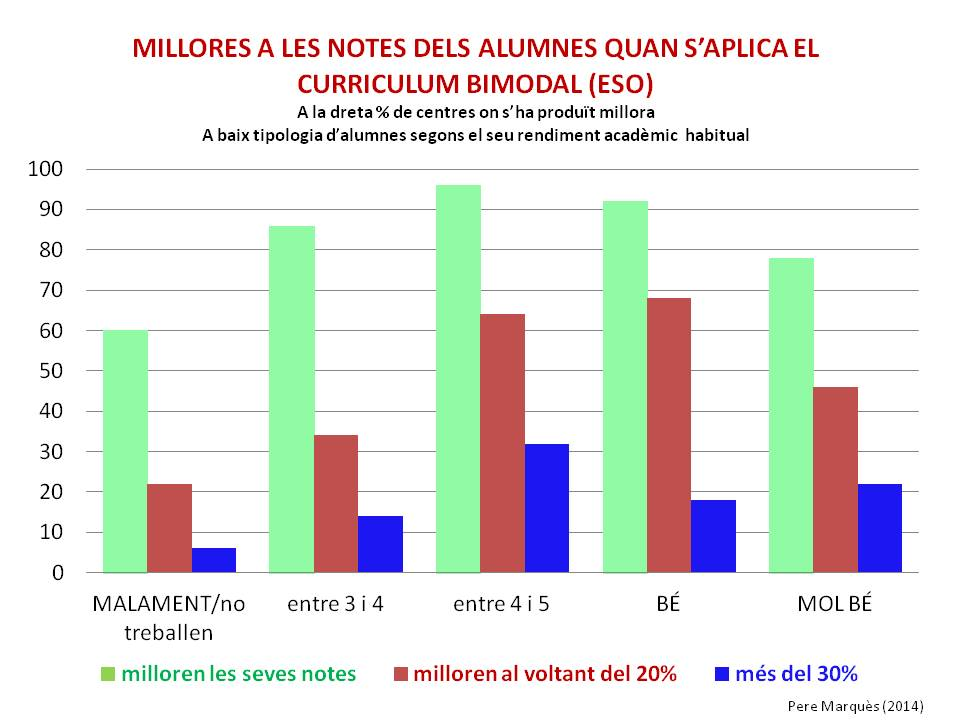 MILLORES A LES NOTES DELS ALUMNES QUAN S'APLICA EL
CURRICULUM BIMODAL (ESO)
A la dreta % de centres on s'ha produït millora
A baix tipologia d'alumnes segons el seu rendiment acadèmic habitual
100
90
80
70
60
50
40
30
20
10
0
MALAMENT/no
treballen
entre 3 i 4
entre 4 i 5
BÉ
MOL BÉ
milloren les seves notes
milloren al voltant del 20%
més del 30%
Pere Marquès (2014)